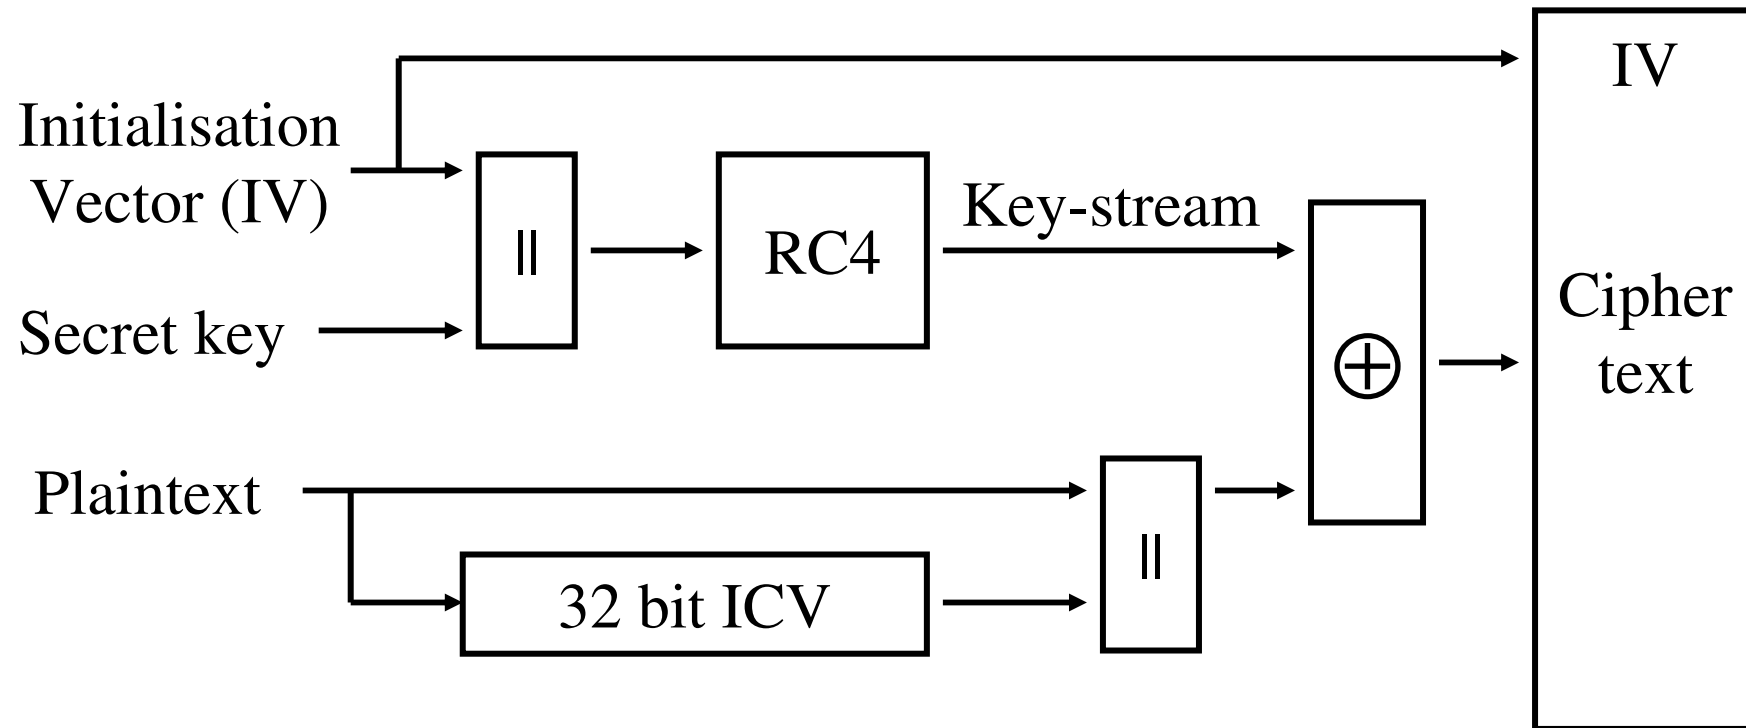 IV
Initialisation
Vector (IV)
||
RC4
Key-stream
Secret key
Cipher
text
⊕
Plaintext
||
32 bit ICV